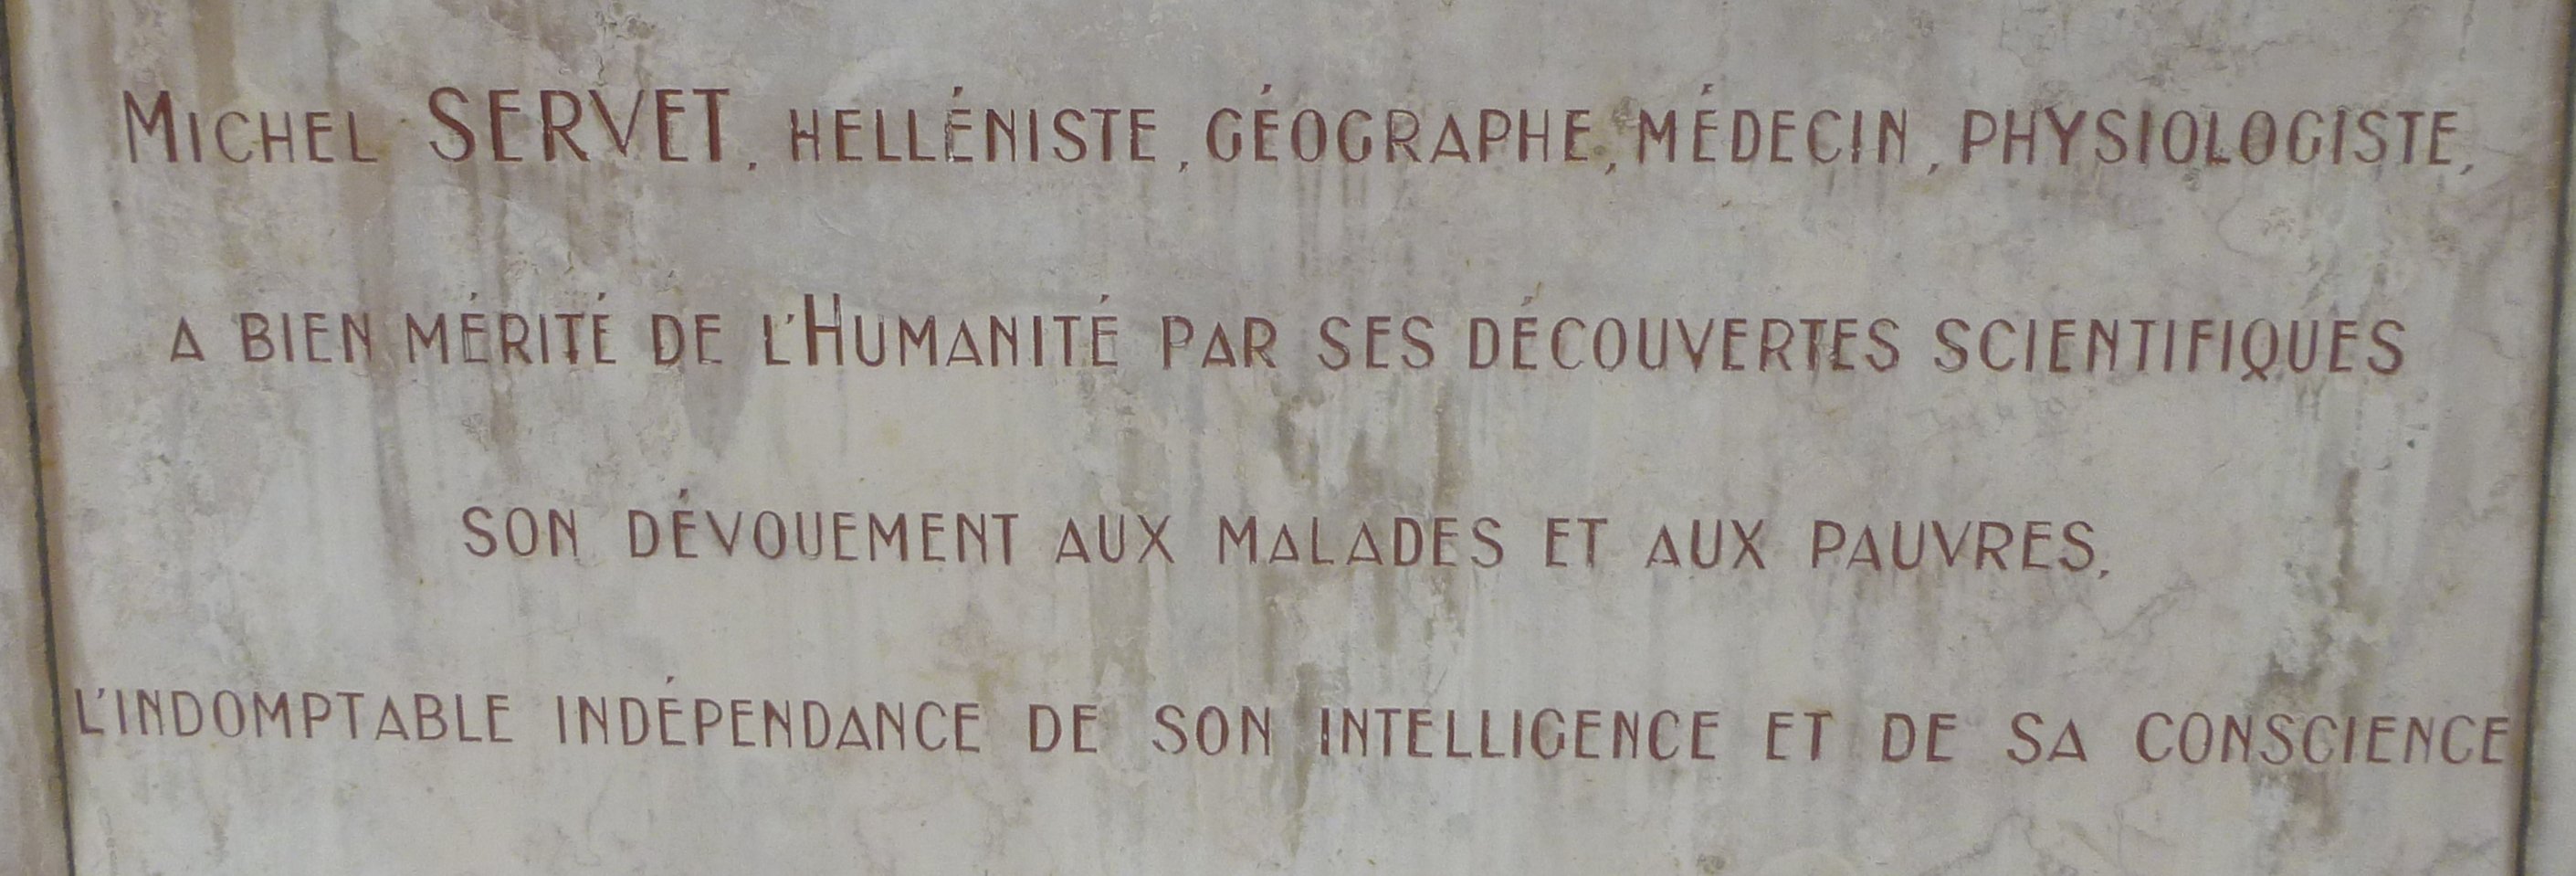 MICHEL SERVET, HELLÉNISTE, GÉOGRAPHE, MÉDECIN, PHYSIOLOGISTE,
A BIEN MÉRITÉ DE L'HUMANITÉ PAR SES DÉCOUVERTES SCIENTIFIQUES
SON DÉVOUEMENT AUX MALADES ET AUX PAUVRES,
L'INDOMPTABLE INDÉPENDANCE DE SON INTELLIGENCE ET DE SA CONSCIENCE